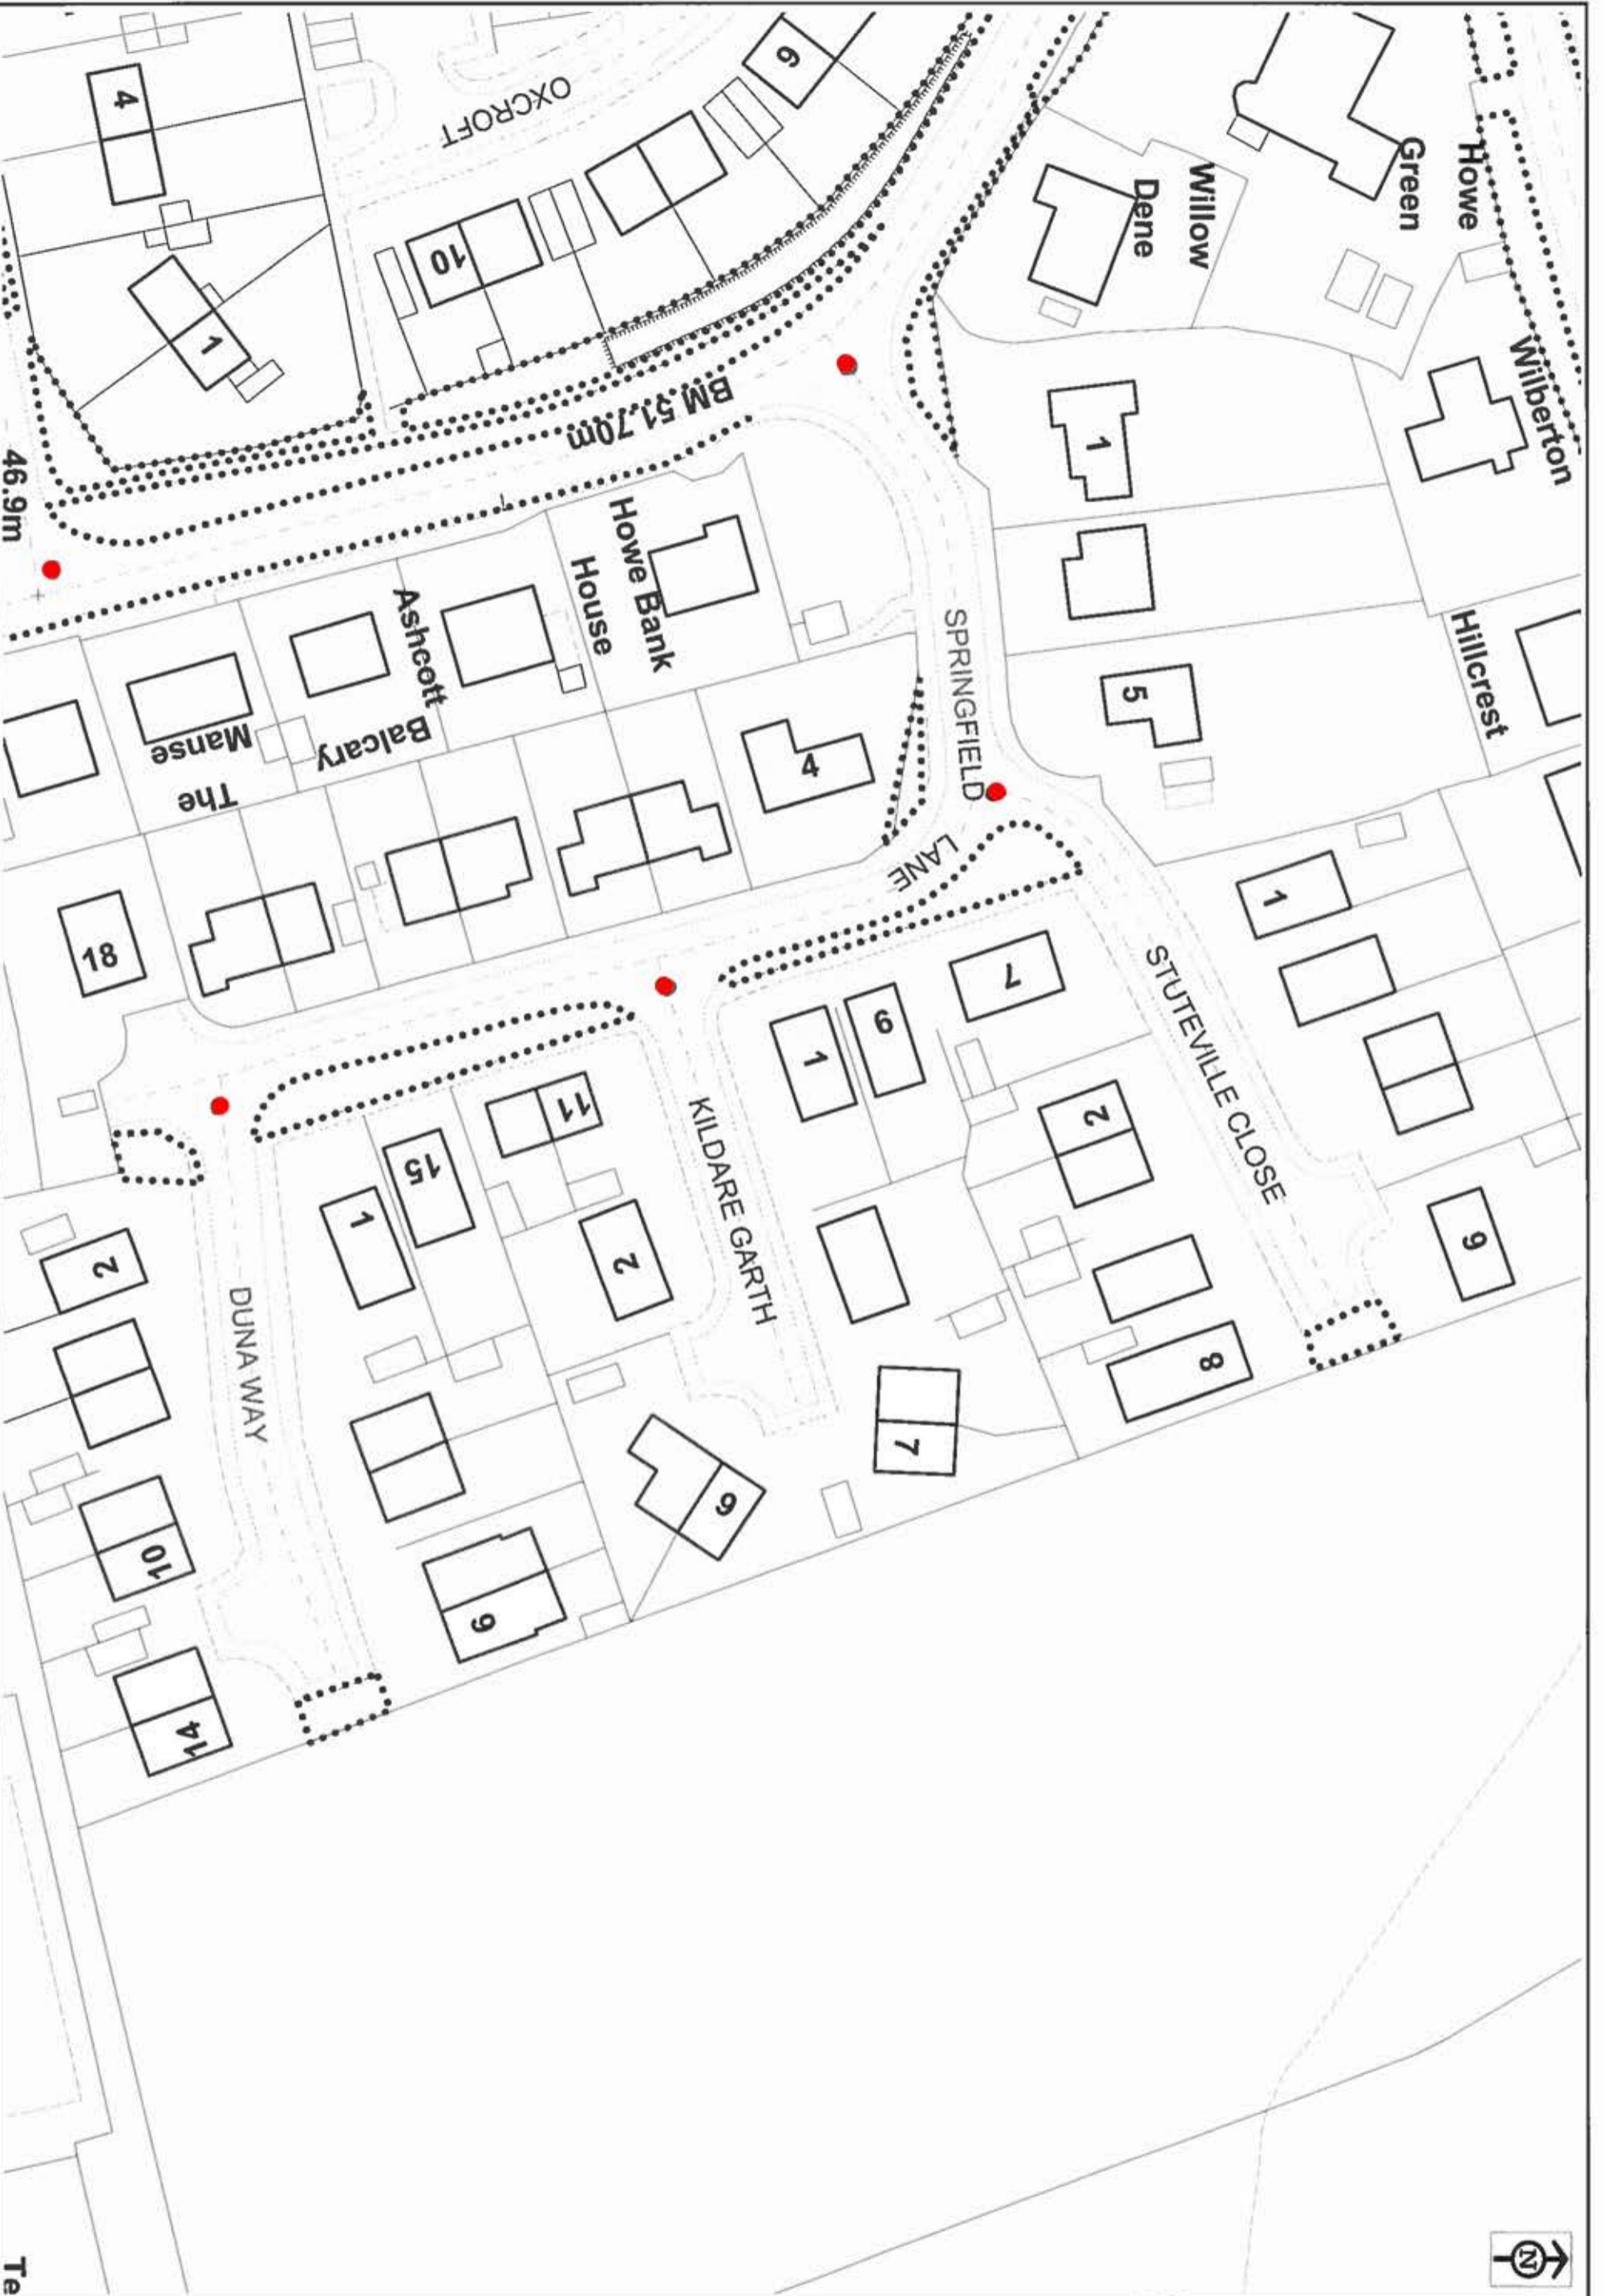 4
OXCROFT
9
10
1
BM 51.70m
46.9m
Howe
Green
Willow
Dene
Wilberton
1
Hillcrest
5
SPRINGFIELD
LANE
Howe Bank
House
Ashcott
Balcary
The
Manse
4
18
1
STUTEVILLE CLOSE
7
6
1
2
9
8
KILDARE GARTH
11
15
1
2
7
6
DUNA WAY
2
10
14
9
N
Te